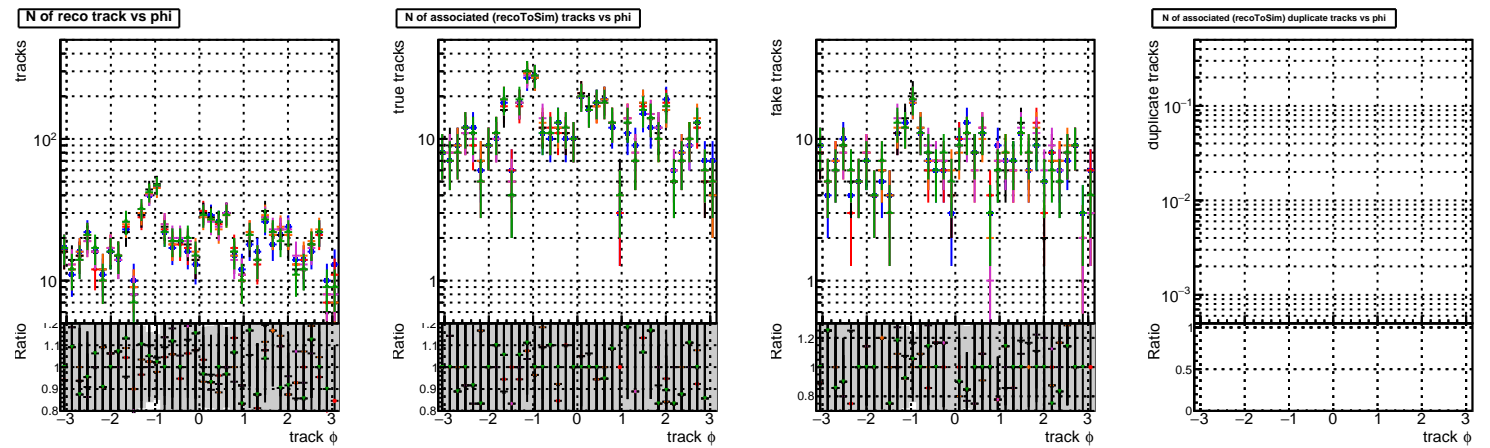 N of reco track vs phi
tracks
10²
10
Ratio
1.2
1.1
1
0.9
0.8
−3 −2 −1 0 1 2 3
track ϕ
N of associated (recoToSim) tracks vs phi
true tracks
10
1
Ratio
1.2
1.1
1
0.9
0.8
−3 −2 −1 0 1 2 3
track ϕ
fake tracks
10
1
Ratio
1.2
1
0.8
−3 −2 −1 0 1 2 3
track ϕ
N of associated (recoToSim) duplicate tracks vs phi
duplicate tracks
10⁻¹
10⁻²
10⁻³
Ratio
1
0.5
0
−3 −2 −1 0 1 2 3
track ϕ